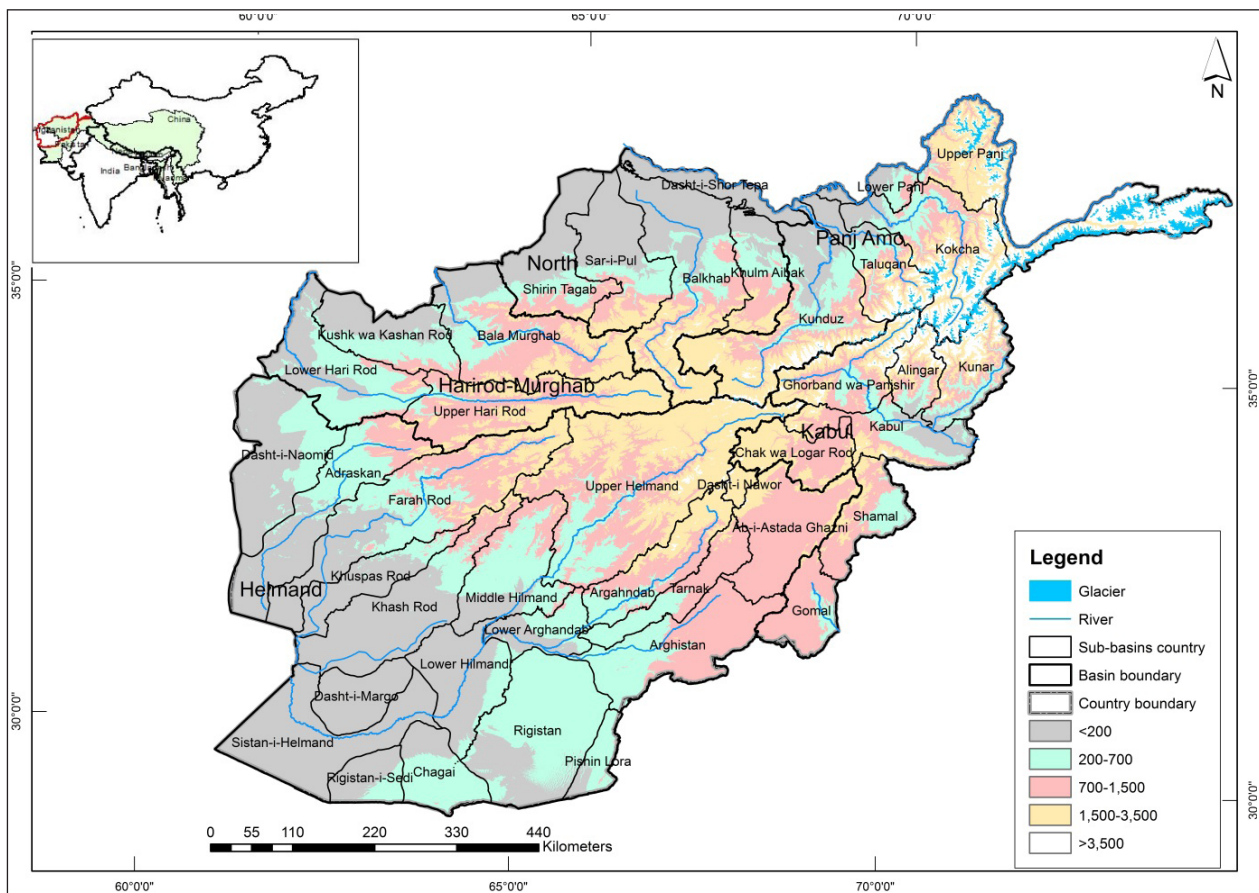 60°0'0"
65°0'0"
70°0'0"
China
Afghanistan
India
N
Upper Panj
Dasht-i-Shor Tepa
Lower Panj
Panj Amo
Kokcha
North
Sar-i-Pul
Taluqan
Balkhab
Khulm Aibak
Shirin Tagab
35°0'0"
Kushk wa Kashan Rod
Bala Murghab
Kunduz
Lower Hari Rod
Alingar
Kunar
Harirod-Murghab
Ghorband wa Panjshir
35°0'0"
Upper Hari Rod
Kabul
Kabul
Dasht-i-Naomid
Chak wa Logar Rod
Adraskan
Upper Helmand
Dasht-i Nawor
Farah Rod
Shamal
Ab-i-Astada Ghazni
Khuspas Rod
Helmand
Khash Rod
Middle Hilmand
Argahndab
Tarnak
Gomal
Lower Arghandab
Arghistan
Lower Hilmand
Dasht-i-Margo
30°0'0"
Sistan-i-Helmand
Rigistan
Pishin Lora
Rigistan-i-Sedi
Chagai
30°0'0"
Legend
Glacier
River
Sub-basins country
Basin boundary
Country boundary
<200
200-700
700-1,500
1,500-3,500
>3,500
0 55 110 220 330 440
Kilometers
60°0'0"
65°0'0"
70°0'0"